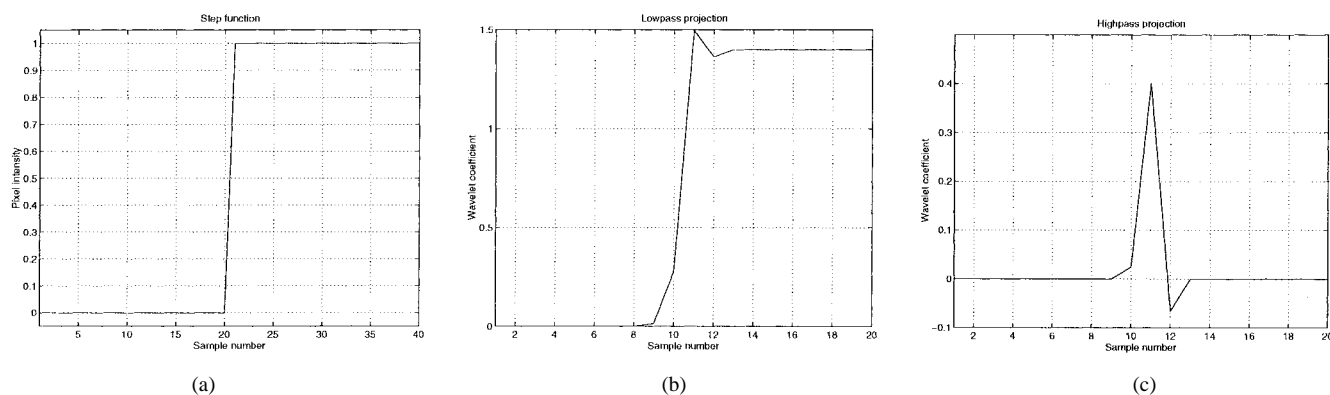 Step function
1
0.9
0.8
0.7
0.6
0.5
0.4
0.3
0.2
0.1
0
Pixel intensity
5 10 15 20 25 30 35 40
Sample number
(a)
Lowpass projection
1.5
1
0.5
0
Wavelet coefficient
2 4 6 8 10 12 14 16 18 20
Sample number
(b)
Highpass projection
0.4
0.3
0.2
0.1
0
−0.1
Wavelet coefficient
2 4 6 8 10 12 14 16 18 20
Sample number
(c)